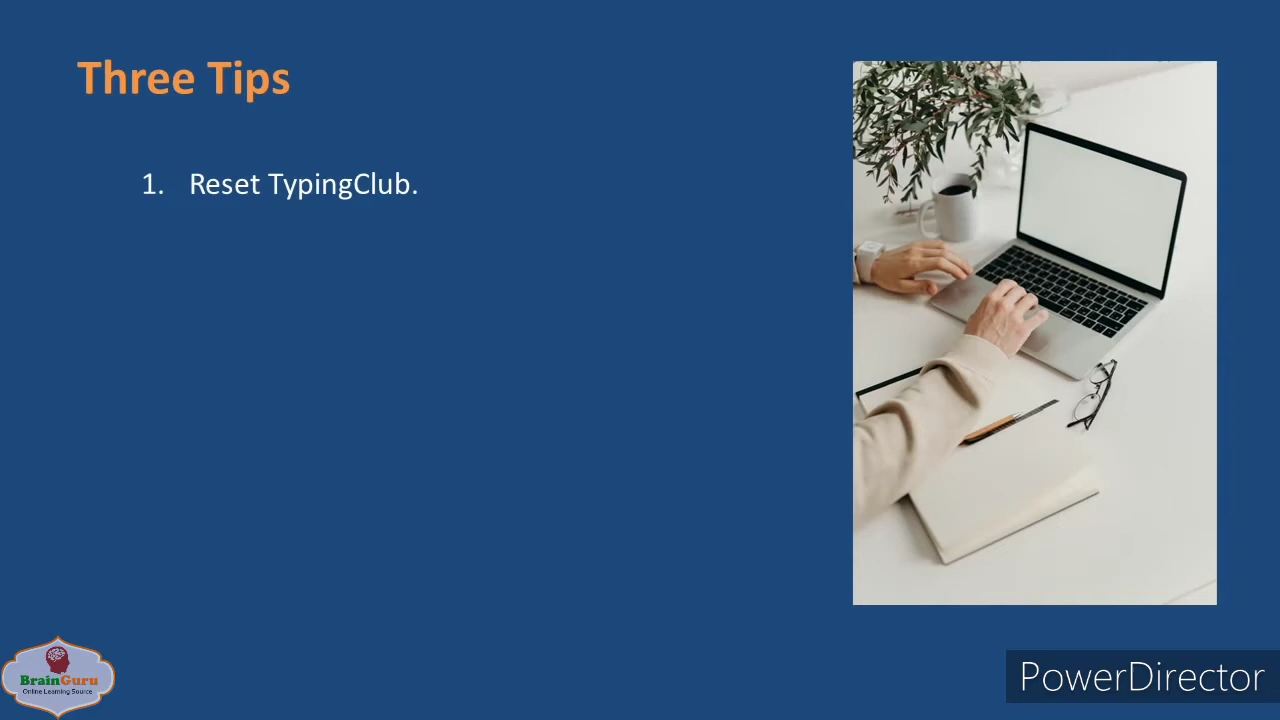 Three Tips
1. Reset TypingClub.
BrainGuru
Online Learning Source
PowerDirector